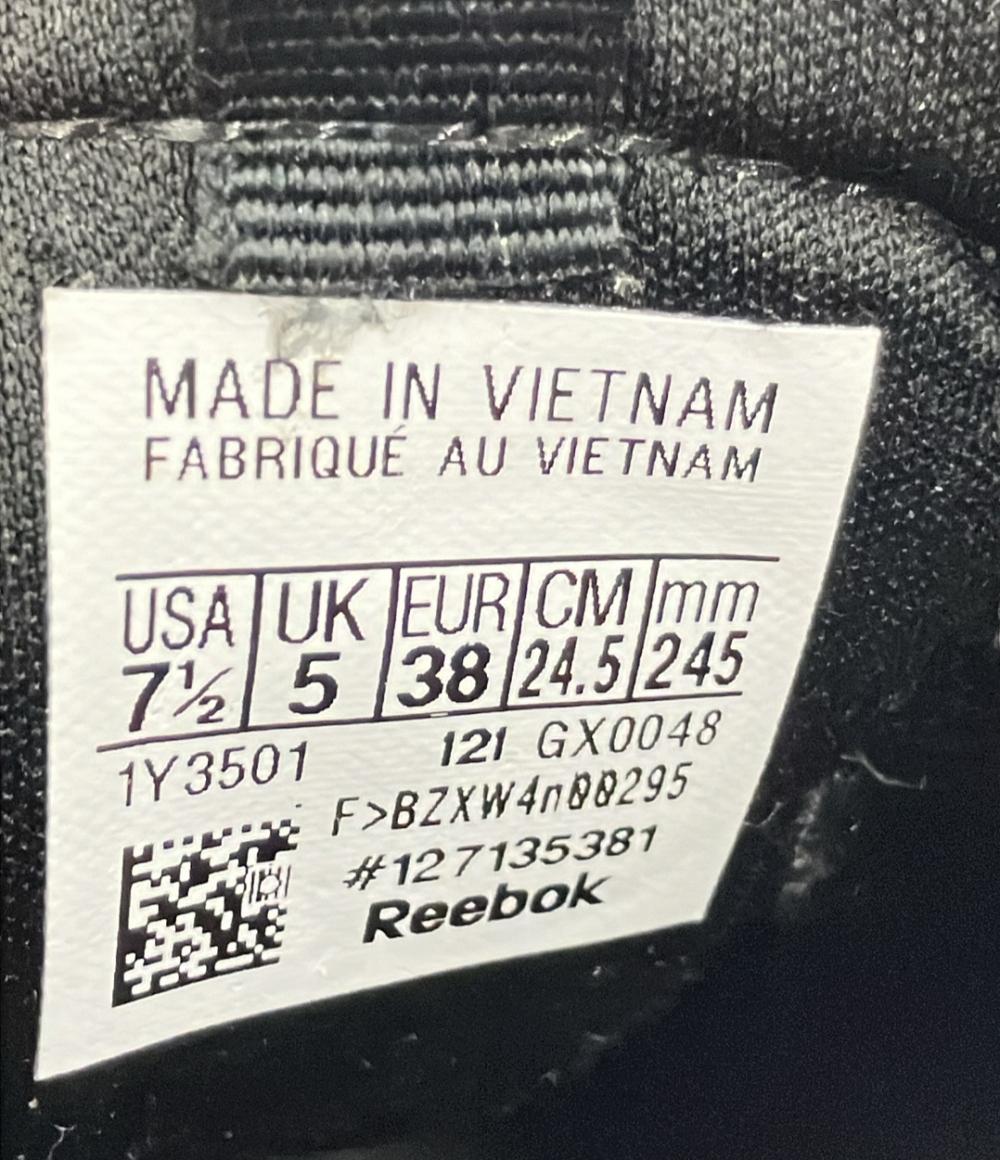 MADE IN VIETNAM
FABRIQUÉ AU VIETNAM
USA UK EUR CM mm
7½ 5 38 24.5 245
1Y3501 121 GX0048
F>BZXW4n00295
#127135381
Reebok